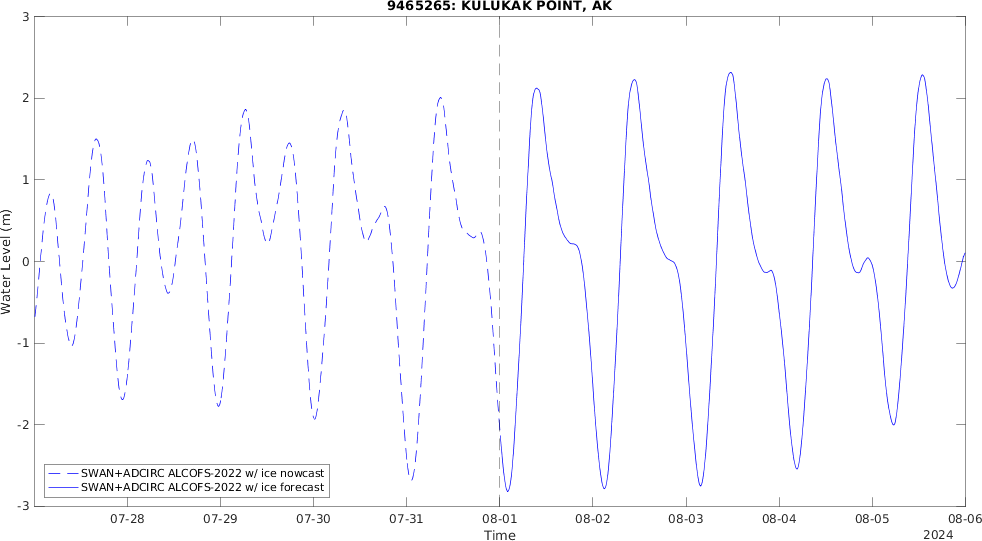 9465265: KULUKAK POINT, AK
3
2
1
0
-1
-2
-3
Water Level (m)
SWAN+ADCIRC ALCOFS-2022 w/ ice nowcast
SWAN+ADCIRC ALCOFS-2022 w/ ice forecast
07-28 07-29 07-30 07-31 08-01 08-02 08-03 08-04 08-05 08-06
Time
2024